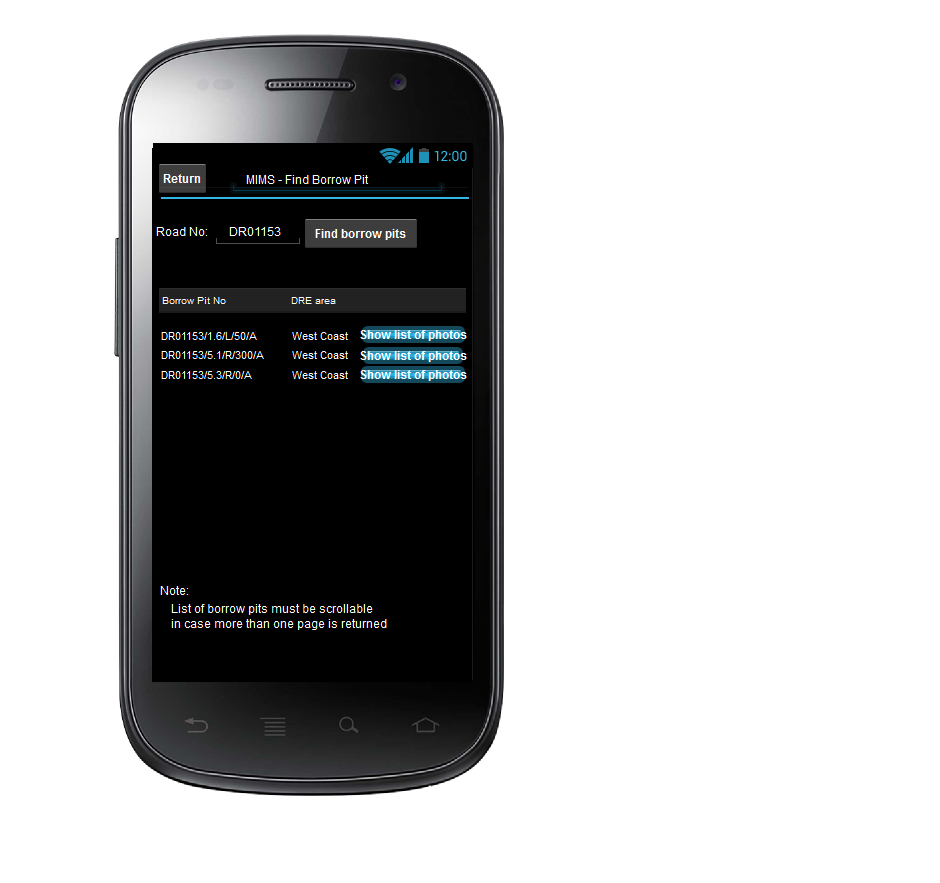 12:00
Return MIMS - Find Borrow Pit
Road No: DR01153 Find borrow pits
Borrow Pit No DRE area
DR01153/1.6/L/50/A West Coast Show list of photos
DR01153/5.1/R/300/A West Coast Show list of photos
DR01153/5.3/R/0/A West Coast Show list of photos
Note:
List of borrow pits must be scrollable
in case more than one page is returned